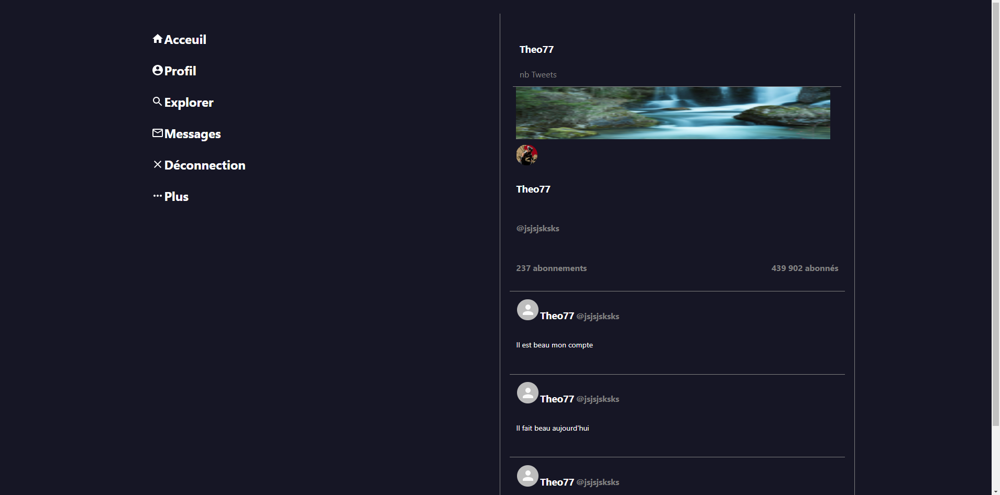 Acceuil
Profil
Explorer
Messages
Déconnection
Plus
Theo77
nb Tweets
Theo77
@jsjsjsksks
237 abonnements 439 902 abonnés
Theo77 @jsjsjsksks
Il est beau mon compte
Theo77 @jsjsjsksks
Il fait beau aujourd'hui
Theo77 @jsjsjsksks